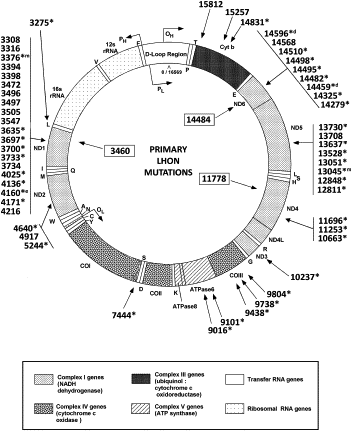 15812
15257
14831*
Cyt b
P_H
O_H
T
D-Loop Region
0 / 16569
P_L
P
F
12s rRNA
V
16s rRNA
L
3275*
3308
3316
3376*m
3394
3398
3472
3496
3497
3505
3547
3635*
3697*
3700*
3733*
3734
4025*
4136*
4160*n
4171*
4216
ND1
I
M
Q
ND2
4640*
4917
5244*
W
A
N
O_L
C
Y
COI
S
D
7444*
COII
K
ATPase8
ATPase6
9016*
9101*
COIII
9438*
9738*
9804*
G
10237*
ND3
R
ND4L
10663*
11253*
11696*
ND4
H
S
L
12811*
12848*
13045*m
13051*
13528*
13637*
13708
13730*
ND5
ND6
E
14279*
14325*
14459*d
14482*
14495*
14498*
14510*
14568
14596*d
14484
3460
11778
PRIMARY
LHON
MUTATIONS
Complex I genes
(NADH
dehydrogenase)
Complex III genes
(ubiquinol :
cytochrome c
oxidoreductase)
Transfer RNA genes
Complex IV genes
(cytochrome c
oxidase )
Complex V genes
(ATP synthase)
Ribosomal RNA genes